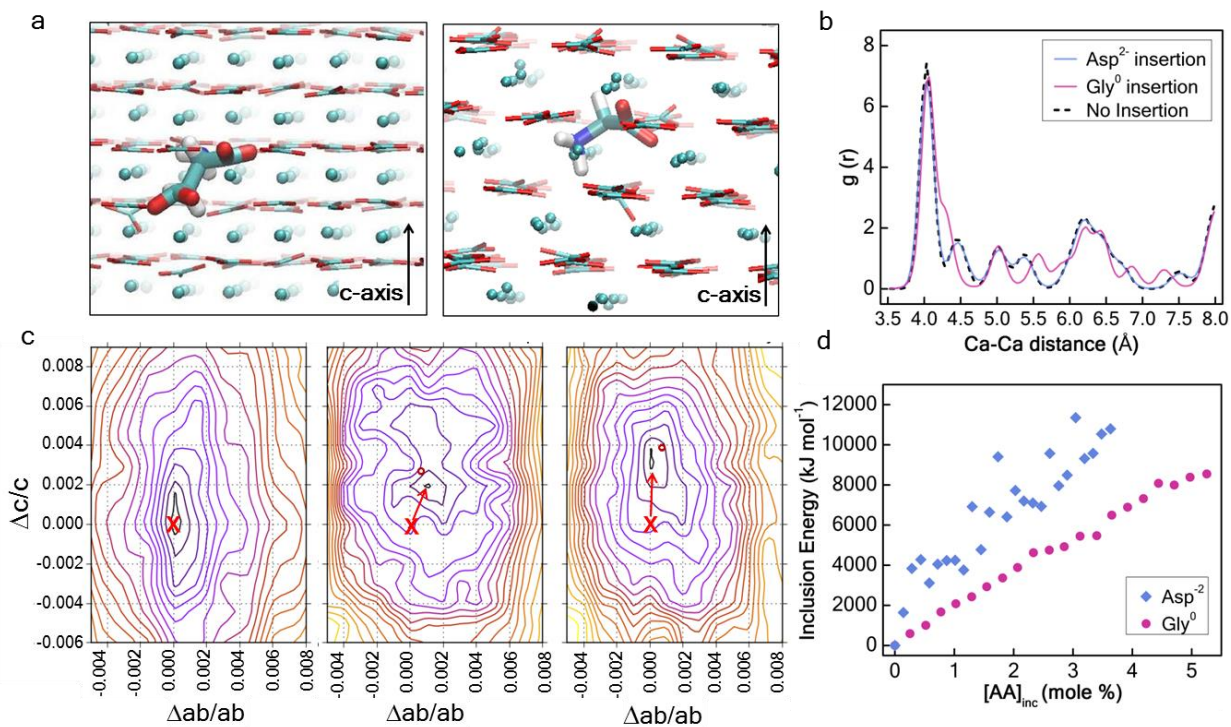 a
c-axis
c-axis
b
g (r)
8
6
4
2
0
Asp²⁻ insertion
Gly⁰ insertion
No Insertion
3.5 4.0 4.5 5.0 5.5 6.0 6.5 7.0 7.5 8.0
Ca-Ca distance (Å)
c
Δc/c
0.008
0.006
0.004
0.002
0.000
-0.002
-0.004
-0.006
-0.004 -0.002 0.000 0.002 0.004 0.006 0.008
Δab/ab
-0.004 -0.002 0.000 0.002 0.004 0.006 0.008
Δab/ab
-0.004 -0.002 0.000 0.002 0.004 0.006 0.008
Δab/ab
X
X
X
d
Inclusion Energy (kJ mol⁻¹)
12000
10000
8000
6000
4000
2000
0
Asp⁻²
Gly⁰
0 1 2 3 4 5
[AA]inc (mole %)